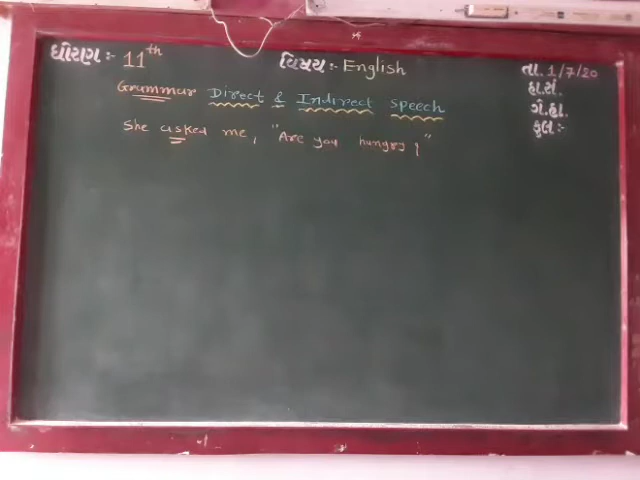 ધોરણ :- 11th વિષય :- English તા. 1/7/20
હા.સં.
Grammar Direct & Indirect Speech
ગે.હા.
કુલ :-
She asked me, "Are you hungry?"